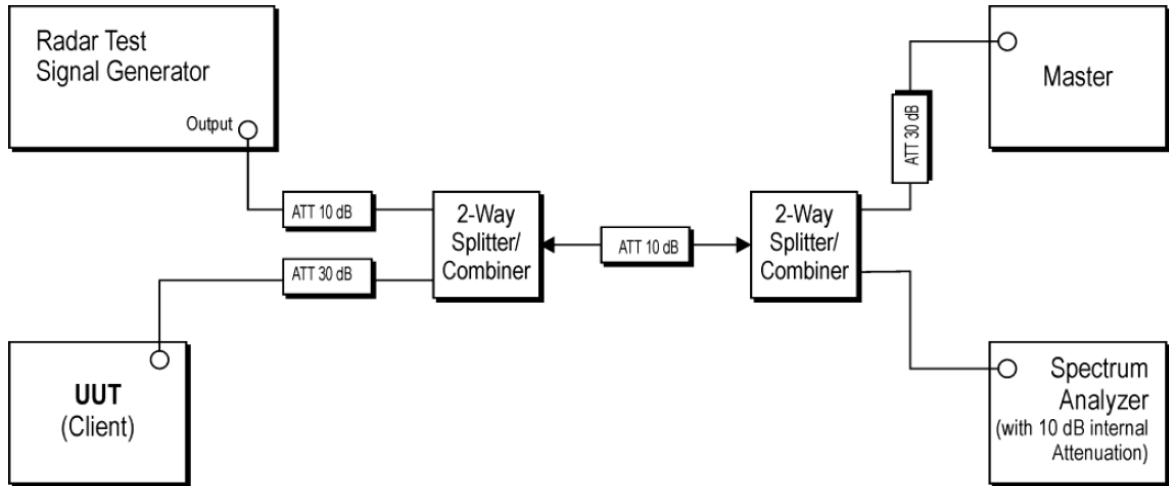 Radar Test
Signal Generator
Output
Master
ATT 30 dB
ATT 10 dB
2-Way
Splitter/
Combiner
ATT 10 dB
2-Way
Splitter/
Combiner
ATT 30 dB
UUT
(Client)
Spectrum
Analyzer
(with 10 dB internal
Attenuation)